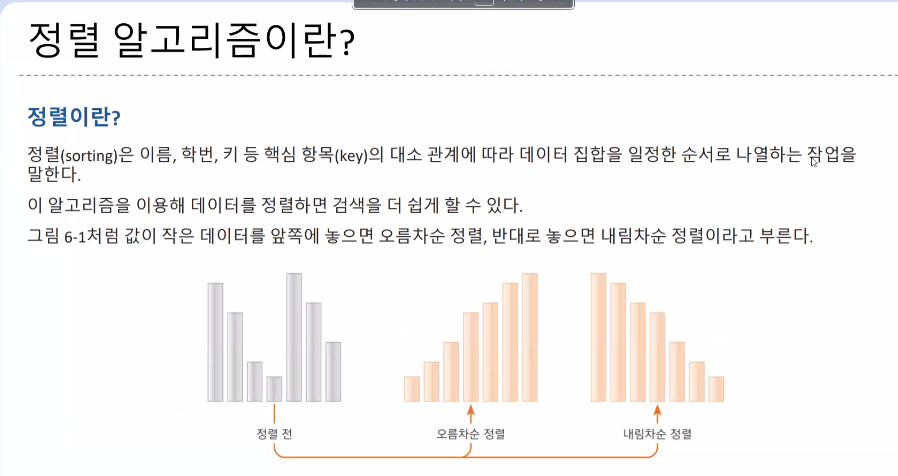 정렬 알고리즘이란?
정렬이란?
정렬(sorting)은 이름, 학번, 키 등 핵심 항목(key)의 대소 관계에 따라 데이터 집합을 일정한 순서로 나열하는 작업을
말한다.
이 알고리즘을 이용해 데이터를 정렬하면 검색을 더 쉽게 할 수 있다.
그림 6-1처럼 값이 작은 데이터를 앞쪽에 놓으면 오름차순 정렬, 반대로 놓으면 내림차순 정렬이라고 부른다.
정렬 전
오름차순 정렬
내림차순 정렬